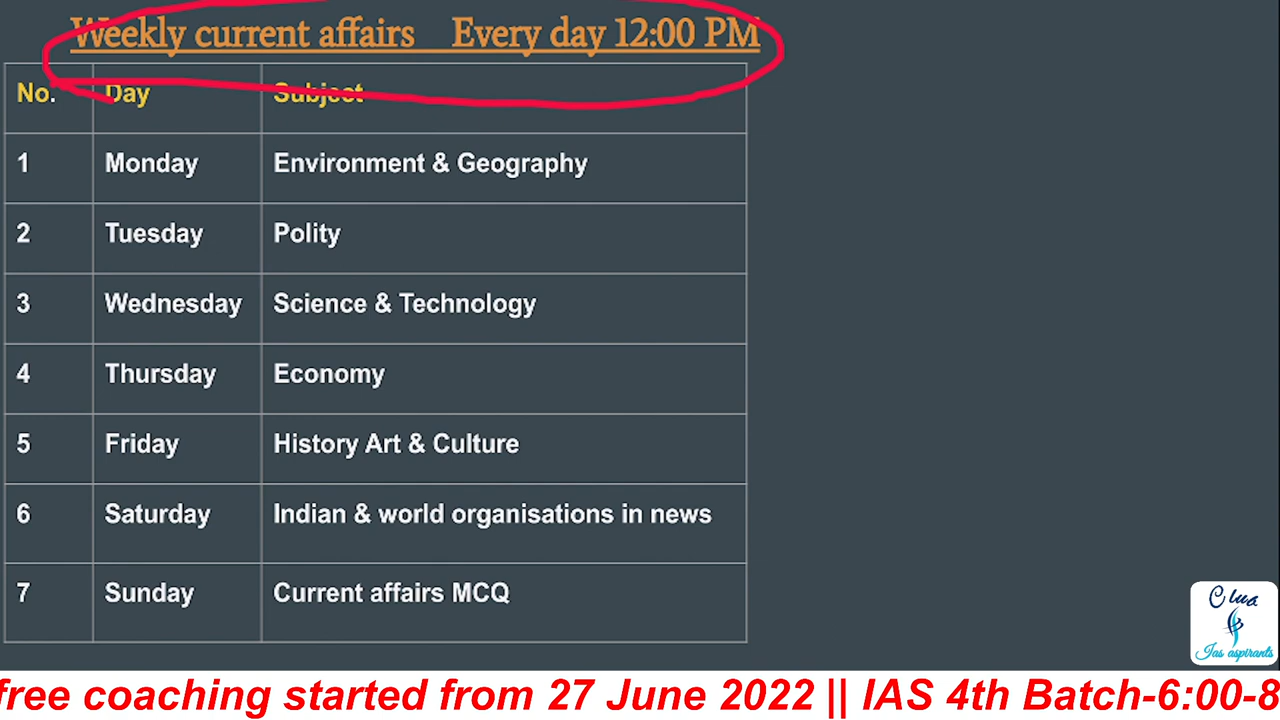 Weekly current affairs Every day 12:00 PM
No. Day Subject
1 Monday Environment & Geography
2 Tuesday Polity
3 Wednesday Science & Technology
4 Thursday Economy
5 Friday History Art & Culture
6 Saturday Indian & world organisations in news
7 Sunday Current affairs MCQ
Ias aspirants
free coaching started from 27 June 2022 || IAS 4th Batch-6:00-8